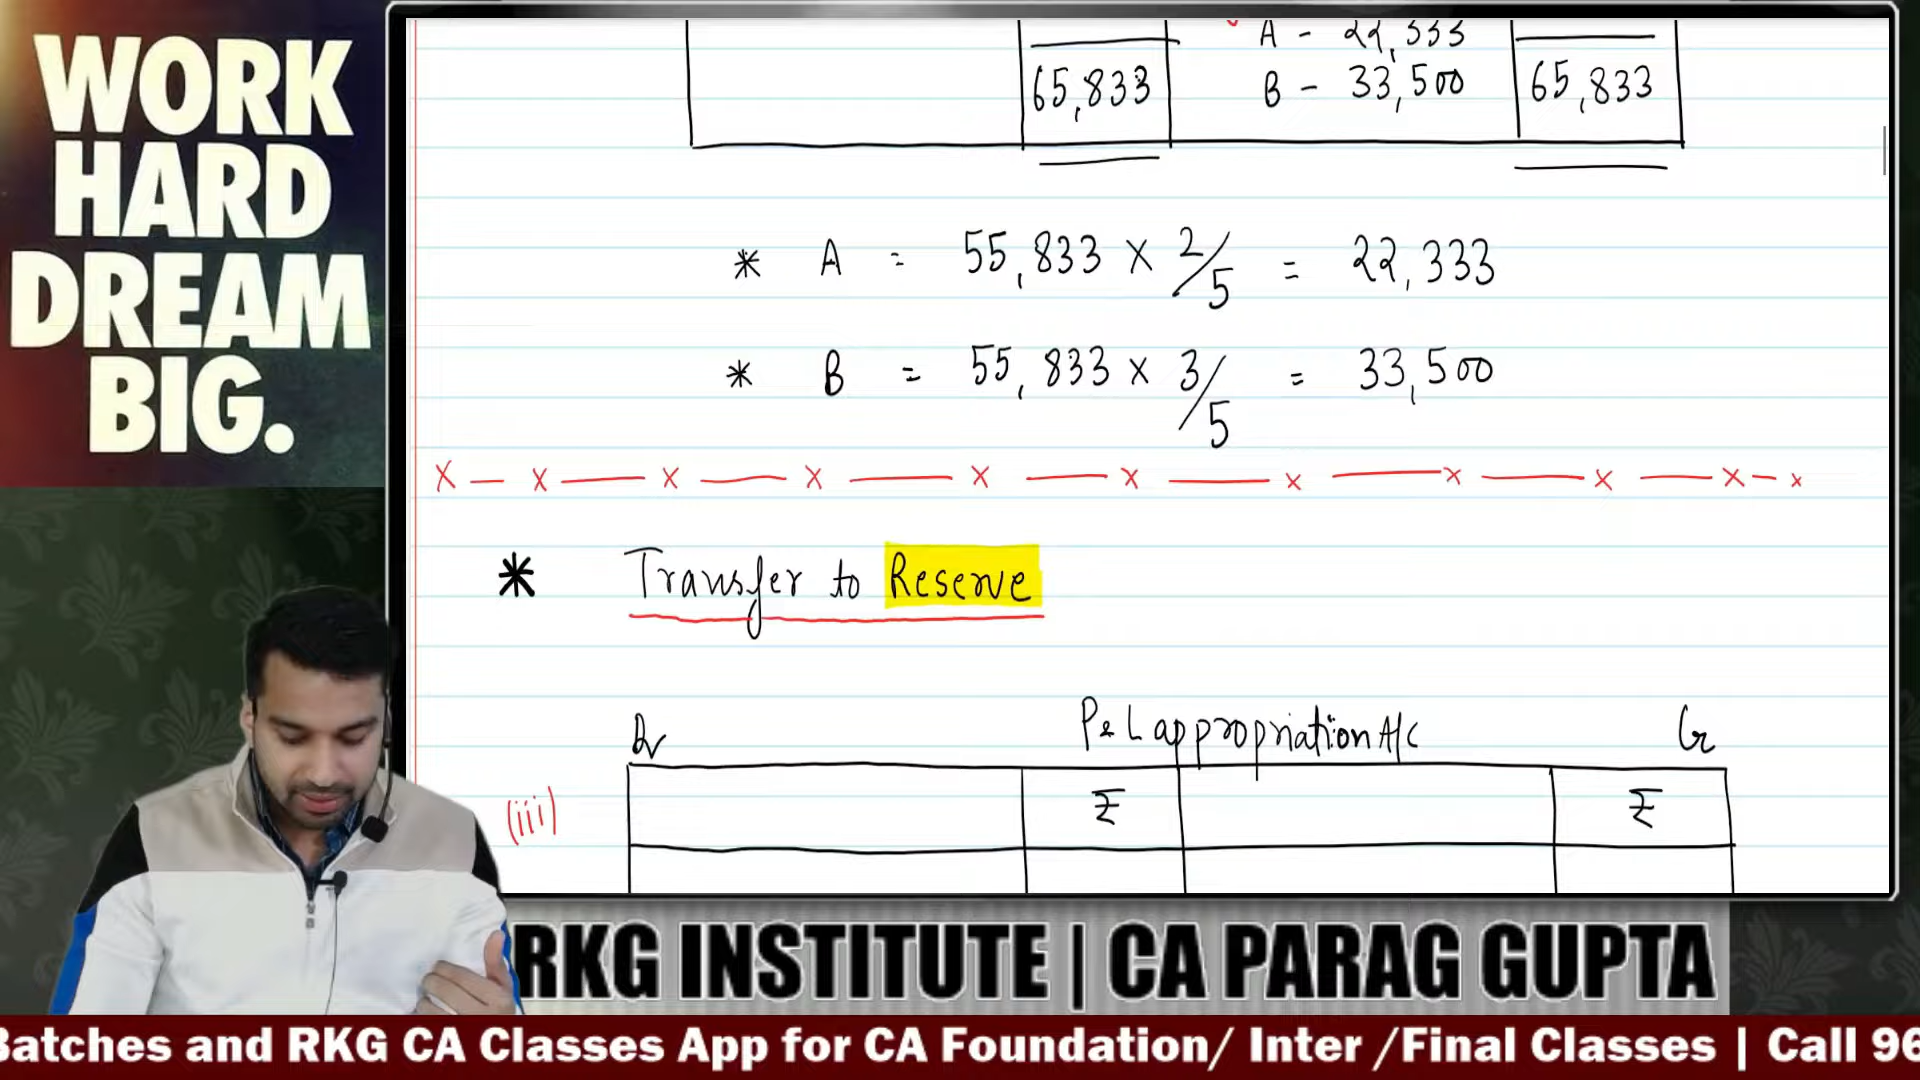 WORK
HARD
DREAM
BIG.
A - 22,333
65,833 B - 33,500 65,833
* A = 55,833 × 2/5 = 22,333
* B = 55,833 × 3/5 = 33,500
x — x — x — x — x — x — x — x — x — x - x
* Transfer to Reserve
Dr P & L appropriation A/C Cr
(iii) ₹ ₹
RKG INSTITUTE | CA PARAG GUPTA
Batches and RKG CA Classes App for CA Foundation/ Inter /Final Classes | Call 96